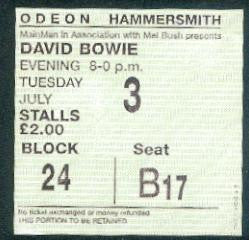 ODEON HAMMERSMITH
MainMan in Association with Mel Bush presents
DAVID BOWIE
EVENING 8-0 p.m.
TUESDAY 3
JULY
STALLS
£2.00
BLOCK Seat
24 B17
No ticket exchanged or money refunded
THIS PORTION TO BE RETAINED